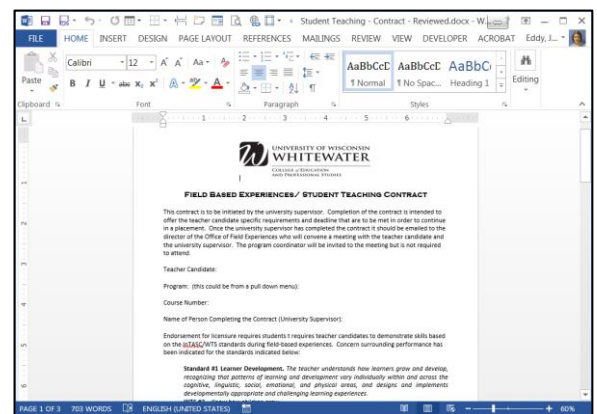 Student Teaching - Contract - Reviewed.docx - W...
FILE HOME INSERT DESIGN PAGE LAYOUT REFERENCES MAILINGS REVIEW VIEW DEVELOPER ACROBAT Eddy, J...
Calibri 12 A A Aa
AaBbCcD AaBbCcD AaBbC
Paste B I U abc x₂ x² A A Editing
¶ Normal ¶ No Spac... Heading 1
Clipboard Font Paragraph Styles
1 2 3 4 5 6
UNIVERSITY OF WISCONSIN
WHITEWATER
COLLEGE of EDUCATION
AND PROFESSIONAL STUDIES
FIELD BASED EXPERIENCES/ STUDENT TEACHING CONTRACT
This contract is to be initiated by the university supervisor. Completion of the contract is intended to
offer the teacher candidate specific requirements and deadline that are to be met in order to continue
in a placement. Once the university supervisor has completed the contract it should be emailed to the
director of the Office of Field Experiences who will convene a meeting with the teacher candidate and
the university supervisor. The program coordinator will be invited to the meeting but is not required
to attend.
Teacher Candidate:
Program: (this could be from a pull down menu):
Course Number:
Name of Person Completing the Contract (University Supervisor):
Endorsement for licensure requires students t requires teacher candidates to demonstrate skills based
on the InTASC/WTS standards during field-based experiences. Concern surrounding performance has
been indicated for the standards indicated below:
Standard #1 Learner Development. The teacher understands how learners grow and develop,
recognizing that patterns of learning and development vary individually within and across the
cognitive, linguistic, social, emotional, and physical areas, and designs and implements
developmentally appropriate and challenging learning experiences.
PAGE 1 OF 3 703 WORDS ENGLISH (UNITED STATES) 60%